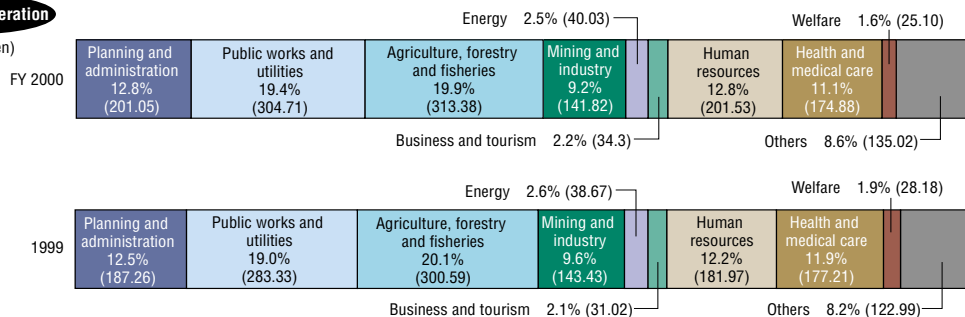 eration
en)
Energy 2.5% (40.03)
Welfare 1.6% (25.10)
FY 2000
Planning and
administration
12.8%
(201.05)
Public works and
utilities
19.4%
(304.71)
Agriculture, forestry
and fisheries
19.9%
(313.38)
Mining and
industry
9.2%
(141.82)
Human
resources
12.8%
(201.53)
Health and
medical care
11.1%
(174.88)
Business and tourism 2.2% (34.3)
Others 8.6% (135.02)
Energy 2.6% (38.67)
Welfare 1.9% (28.18)
1999
Planning and
administration
12.5%
(187.26)
Public works and
utilities
19.0%
(283.33)
Agriculture, forestry
and fisheries
20.1%
(300.59)
Mining and
industry
9.6%
(143.43)
Human
resources
12.2%
(181.97)
Health and
medical care
11.9%
(177.21)
Business and tourism 2.1% (31.02)
Others 8.2% (122.99)